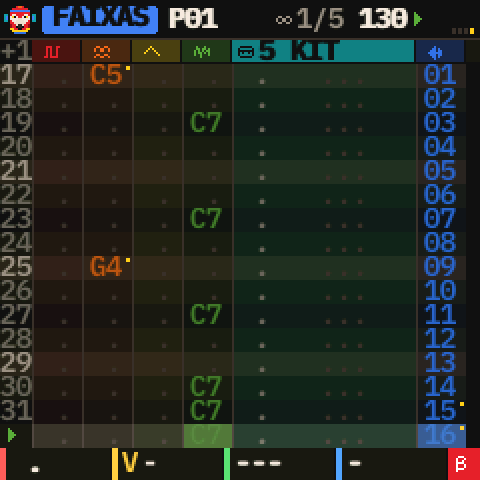 FAIXAS P01 ∞1/5 130
+1 5 KIT
17 . C5 . . . ... 01
18 . . . . . ... 02
19 . . . C7 . ... 03
20 . . . . . ... 04
21 . . . . . ... 05
22 . . . . . ... 06
23 . . . C7 . ... 07
24 . . . . . ... 08
25 . G4 . . . ... 09
26 . . . . . ... 10
27 . . . C7 . ... 11
28 . . . . . ... 12
29 . . . . . ... 13
30 . . . C7 . ... 14
31 . . . C7 . ... 15
. . . C7 . ... 16
. V- --- - β